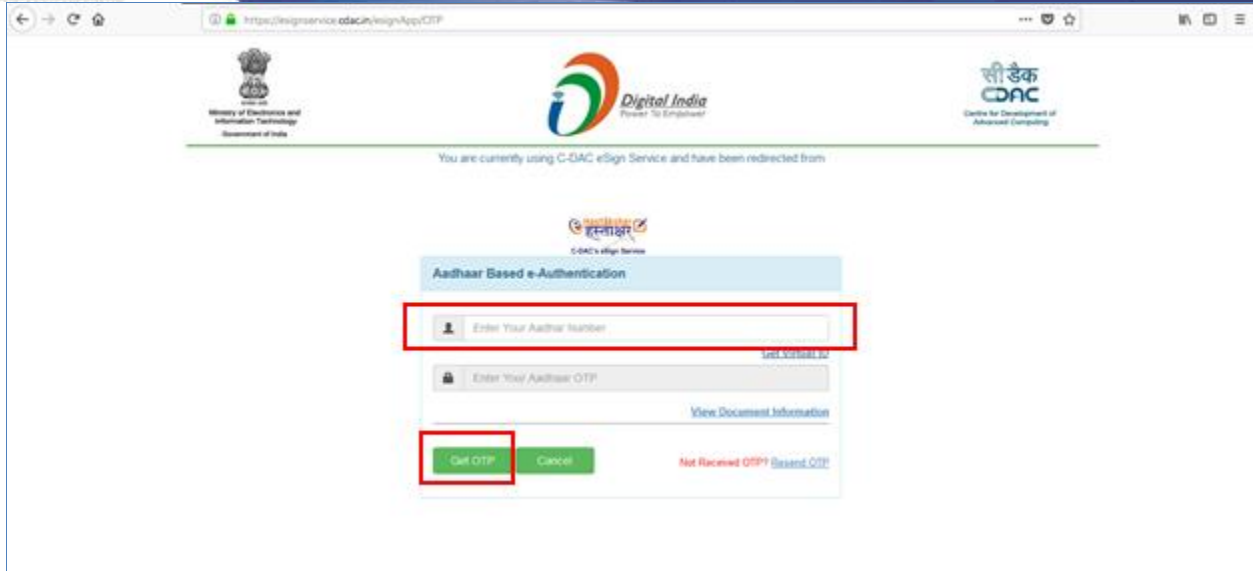 https://esignservice.cdac.in/esignApp/OTP
Ministry of Electronics and
Information Technology
Government of India
Digital India
Power To Empower
सी डैक
CDAC
Centre for Development of
Advanced Computing
You are currently using C-DAC eSign Service and have been redirected from
हस्ताक्षर
C-DAC's eSign Service
Aadhaar Based e-Authentication
Enter Your Aadhar Number
Get Virtual ID
Enter Your Aadhaar OTP
View Document Information
Get OTP
Cancel
Not Received OTP? Resend OTP